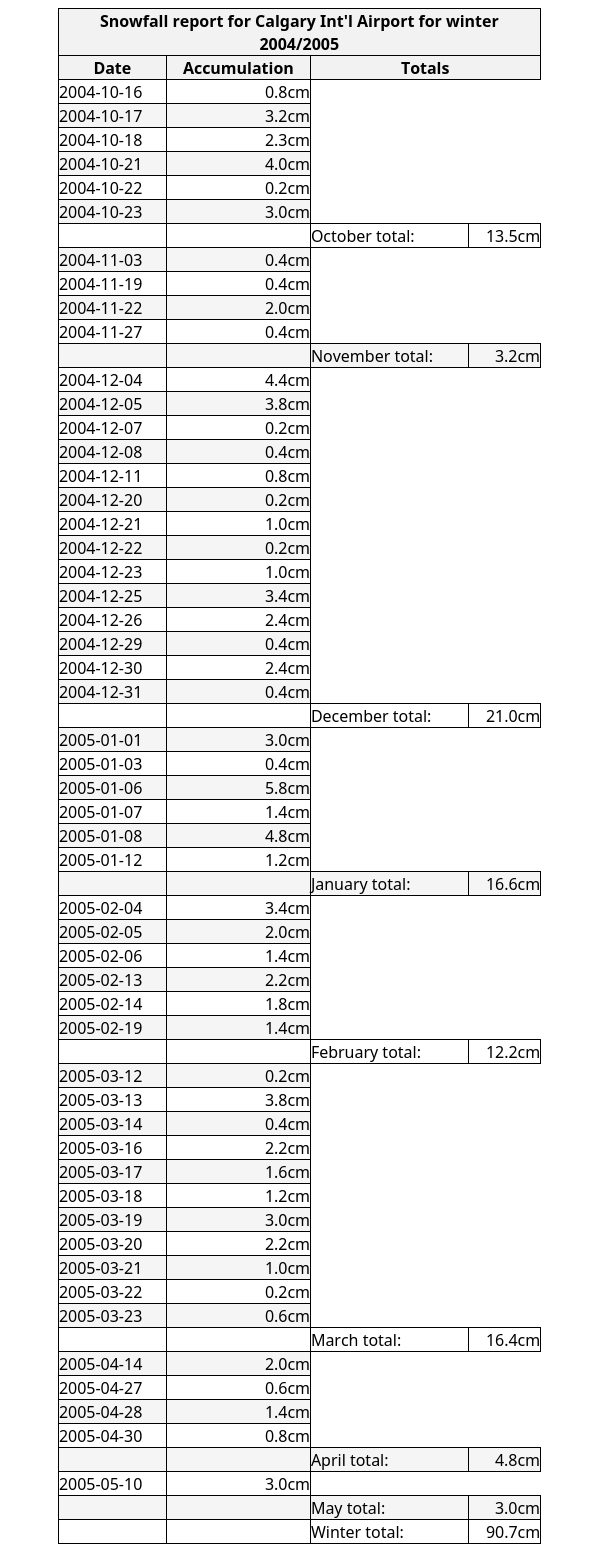 Snowfall report for Calgary Int'l Airport for winter
2004/2005
Date Accumulation Totals
2004-10-16 0.8cm
2004-10-17 3.2cm
2004-10-18 2.3cm
2004-10-21 4.0cm
2004-10-22 0.2cm
2004-10-23 3.0cm
October total: 13.5cm
2004-11-03 0.4cm
2004-11-19 0.4cm
2004-11-22 2.0cm
2004-11-27 0.4cm
November total: 3.2cm
2004-12-04 4.4cm
2004-12-05 3.8cm
2004-12-07 0.2cm
2004-12-08 0.4cm
2004-12-11 0.8cm
2004-12-20 0.2cm
2004-12-21 1.0cm
2004-12-22 0.2cm
2004-12-23 1.0cm
2004-12-25 3.4cm
2004-12-26 2.4cm
2004-12-29 0.4cm
2004-12-30 2.4cm
2004-12-31 0.4cm
December total: 21.0cm
2005-01-01 3.0cm
2005-01-03 0.4cm
2005-01-06 5.8cm
2005-01-07 1.4cm
2005-01-08 4.8cm
2005-01-12 1.2cm
January total: 16.6cm
2005-02-04 3.4cm
2005-02-05 2.0cm
2005-02-06 1.4cm
2005-02-13 2.2cm
2005-02-14 1.8cm
2005-02-19 1.4cm
February total: 12.2cm
2005-03-12 0.2cm
2005-03-13 3.8cm
2005-03-14 0.4cm
2005-03-16 2.2cm
2005-03-17 1.6cm
2005-03-18 1.2cm
2005-03-19 3.0cm
2005-03-20 2.2cm
2005-03-21 1.0cm
2005-03-22 0.2cm
2005-03-23 0.6cm
March total: 16.4cm
2005-04-14 2.0cm
2005-04-27 0.6cm
2005-04-28 1.4cm
2005-04-30 0.8cm
April total: 4.8cm
2005-05-10 3.0cm
May total: 3.0cm
Winter total: 90.7cm